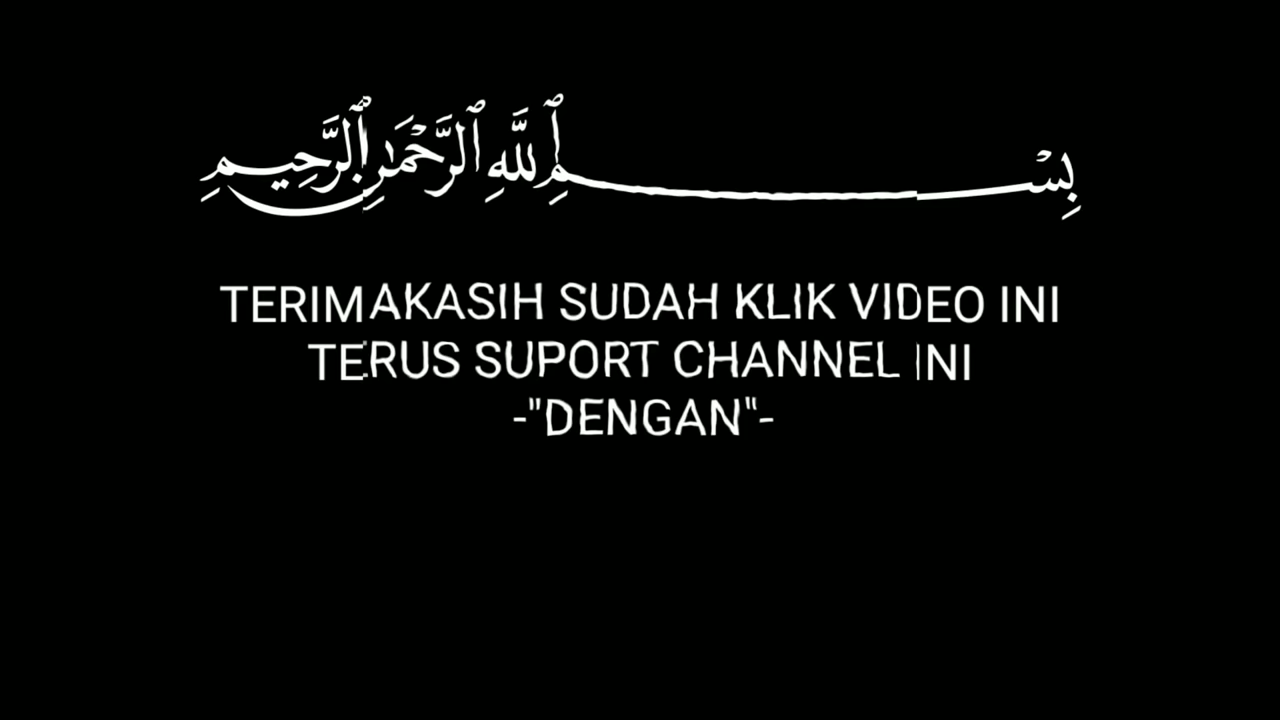 بِسْمِ ٱللَّهِ ٱلرَّحْمَٰنِ ٱلرَّحِيمِ
TERIMAKASIH SUDAH KLIK VIDEO INI
TERUS SUPORT CHANNEL INI
-"DENGAN"-